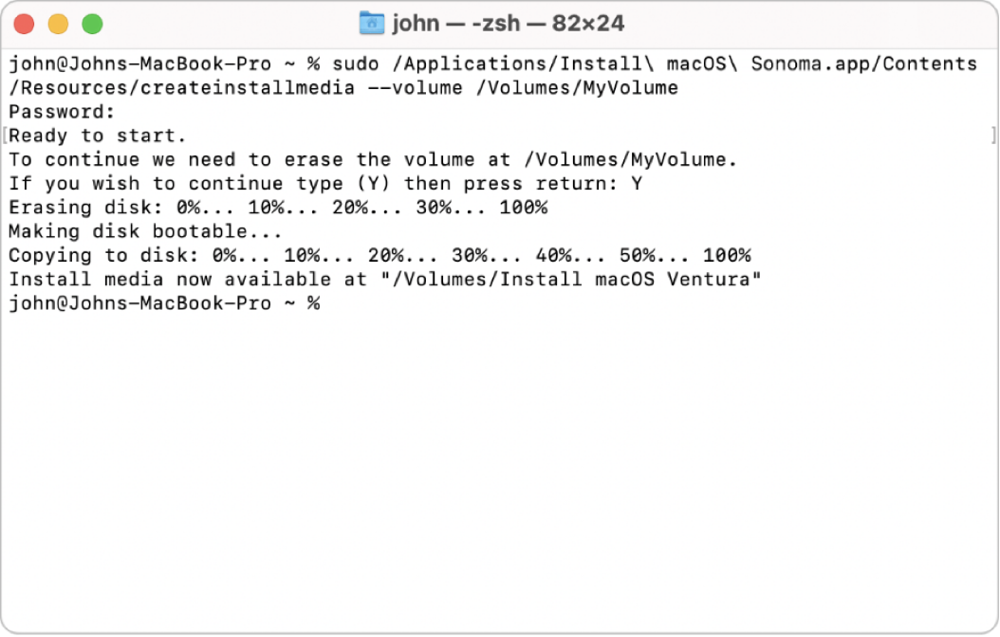 john — -zsh — 82×24
john@Johns-MacBook-Pro ~ % sudo /Applications/Install\ macOS\ Sonoma.app/Contents
/Resources/createinstallmedia --volume /Volumes/MyVolume
Password:
[Ready to start. ]
To continue we need to erase the volume at /Volumes/MyVolume.
If you wish to continue type (Y) then press return: Y
Erasing disk: 0%... 10%... 20%... 30%... 100%
Making disk bootable...
Copying to disk: 0%... 10%... 20%... 30%... 40%... 50%... 100%
Install media now available at "/Volumes/Install macOS Ventura"
john@Johns-MacBook-Pro ~ %